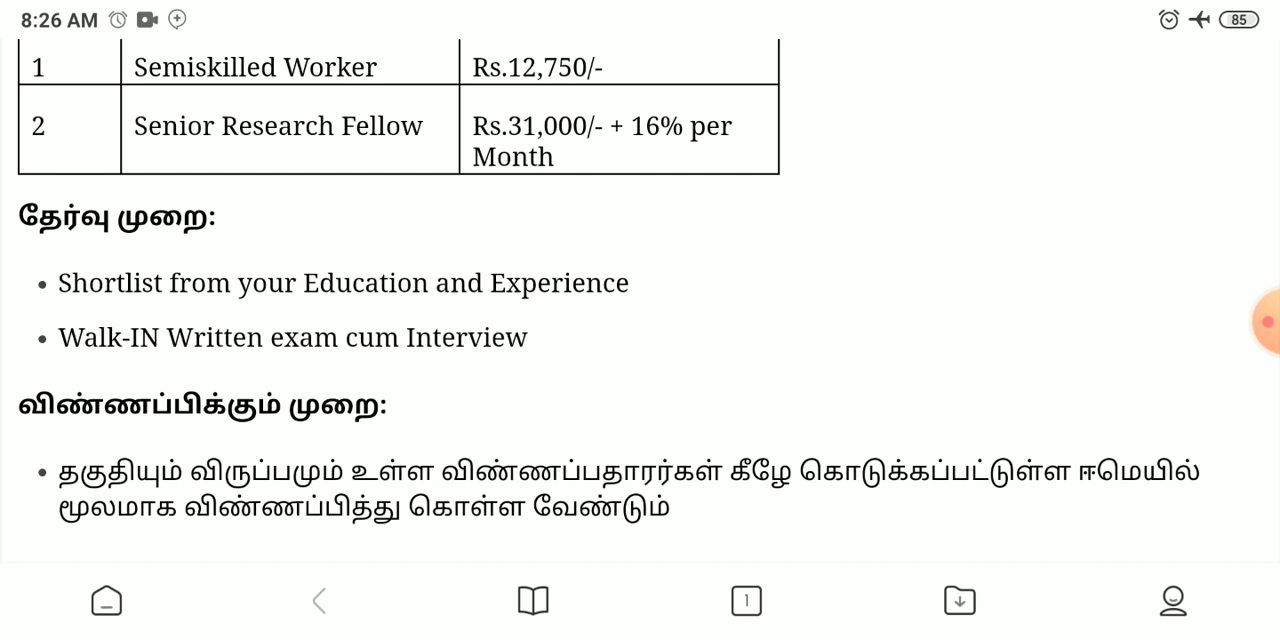 8:26 AM
85
1 Semiskilled Worker Rs.12,750/-
2 Senior Research Fellow Rs.31,000/- + 16% per
Month
தேர்வு முறை:
• Shortlist from your Education and Experience
• Walk-IN Written exam cum Interview
விண்ணப்பிக்கும் முறை:
• தகுதியும் விருப்பமும் உள்ள விண்ணப்பதாரர்கள் கீழே கொடுக்கப்பட்டுள்ள ஈமெயில்
மூலமாக விண்ணப்பித்து கொள்ள வேண்டும்
1